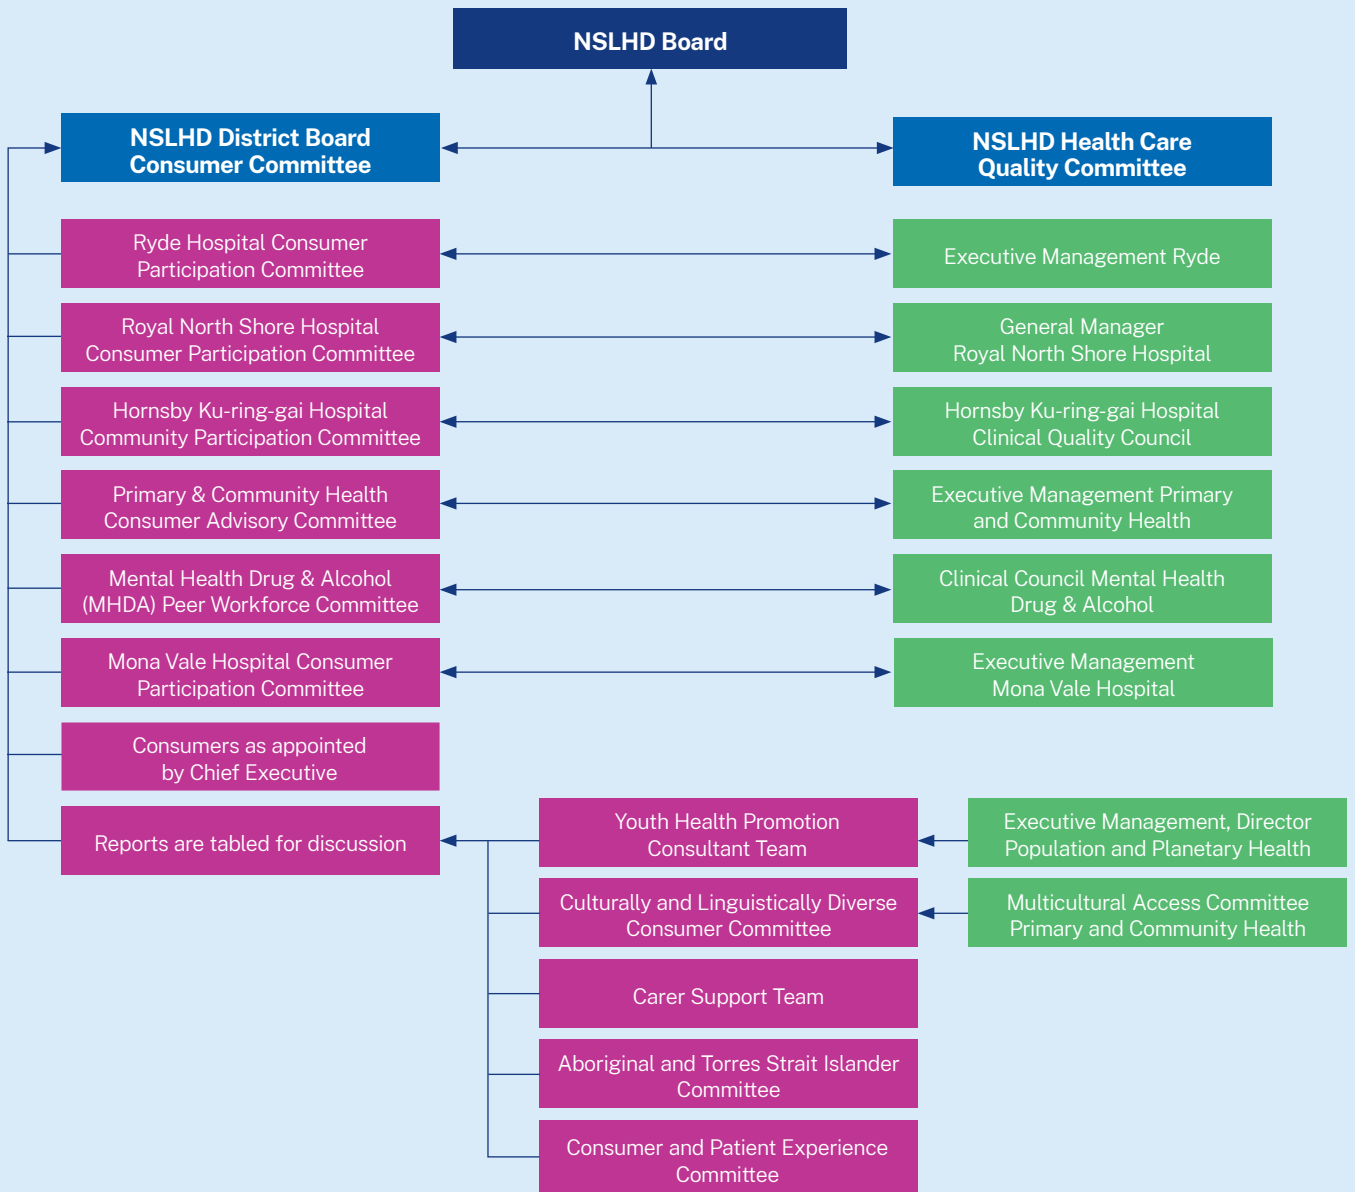 NSLHD Board
NSLHD District Board
Consumer Committee
NSLHD Health Care
Quality Committee
Ryde Hospital Consumer
Participation Committee
Executive Management Ryde
Royal North Shore Hospital
Consumer Participation Committee
General Manager
Royal North Shore Hospital
Hornsby Ku-ring-gai Hospital
Community Participation Committee
Hornsby Ku-ring-gai Hospital
Clinical Quality Council
Primary & Community Health
Consumer Advisory Committee
Executive Management Primary
and Community Health
Mental Health Drug & Alcohol
(MHDA) Peer Workforce Committee
Clinical Council Mental Health
Drug & Alcohol
Mona Vale Hospital Consumer
Participation Committee
Executive Management
Mona Vale Hospital
Consumers as appointed
by Chief Executive
Reports are tabled for discussion
Youth Health Promotion
Consultant Team
Executive Management, Director
Population and Planetary Health
Culturally and Linguistically Diverse
Consumer Committee
Multicultural Access Committee
Primary and Community Health
Carer Support Team
Aboriginal and Torres Strait Islander
Committee
Consumer and Patient Experience
Committee